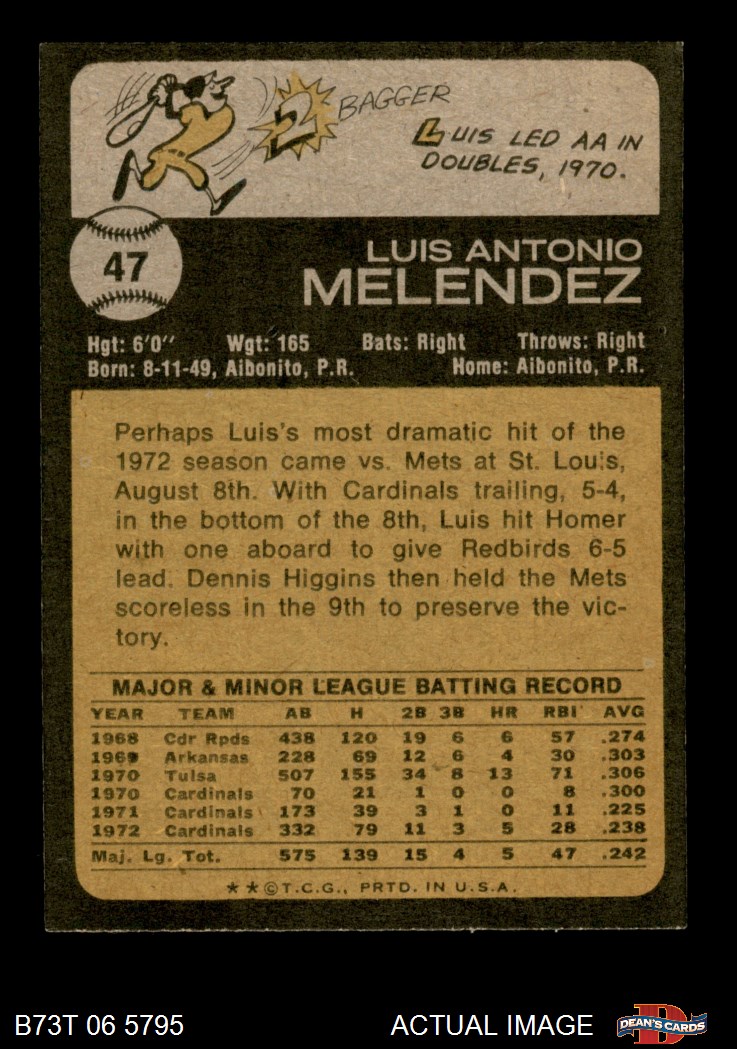 2 BAGGER
LUIS LED AA IN
DOUBLES, 1970.
47
LUIS ANTONIO
MELENDEZ
Hgt: 6'0" Wgt: 165 Bats: Right Throws: Right
Born: 8-11-49, Aibonito, P.R. Home: Aibonito, P.R.
Perhaps Luis's most dramatic hit of the
1972 season came vs. Mets at St. Louis,
August 8th. With Cardinals trailing, 5-4,
in the bottom of the 8th, Luis hit Homer
with one aboard to give Redbirds 6-5
lead. Dennis Higgins then held the Mets
scoreless in the 9th to preserve the vic-
tory.
MAJOR & MINOR LEAGUE BATTING RECORD
YEAR TEAM AB H 2B 3B HR RBI AVG
1968 Cdr Rpds 438 120 19 6 6 57 .274
1969 Arkansas 228 69 12 6 4 30 .303
1970 Tulsa 507 155 34 8 13 71 .306
1970 Cardinals 70 21 1 0 0 8 .300
1971 Cardinals 173 39 3 1 0 11 .225
1972 Cardinals 332 79 11 3 5 28 .238
Maj. Lg. Tot. 575 139 15 4 5 47 .242
**©T.C.G., PRTD. IN U.S.A.
B73T 06 5795 ACTUAL IMAGE D DEAN'S CARDS